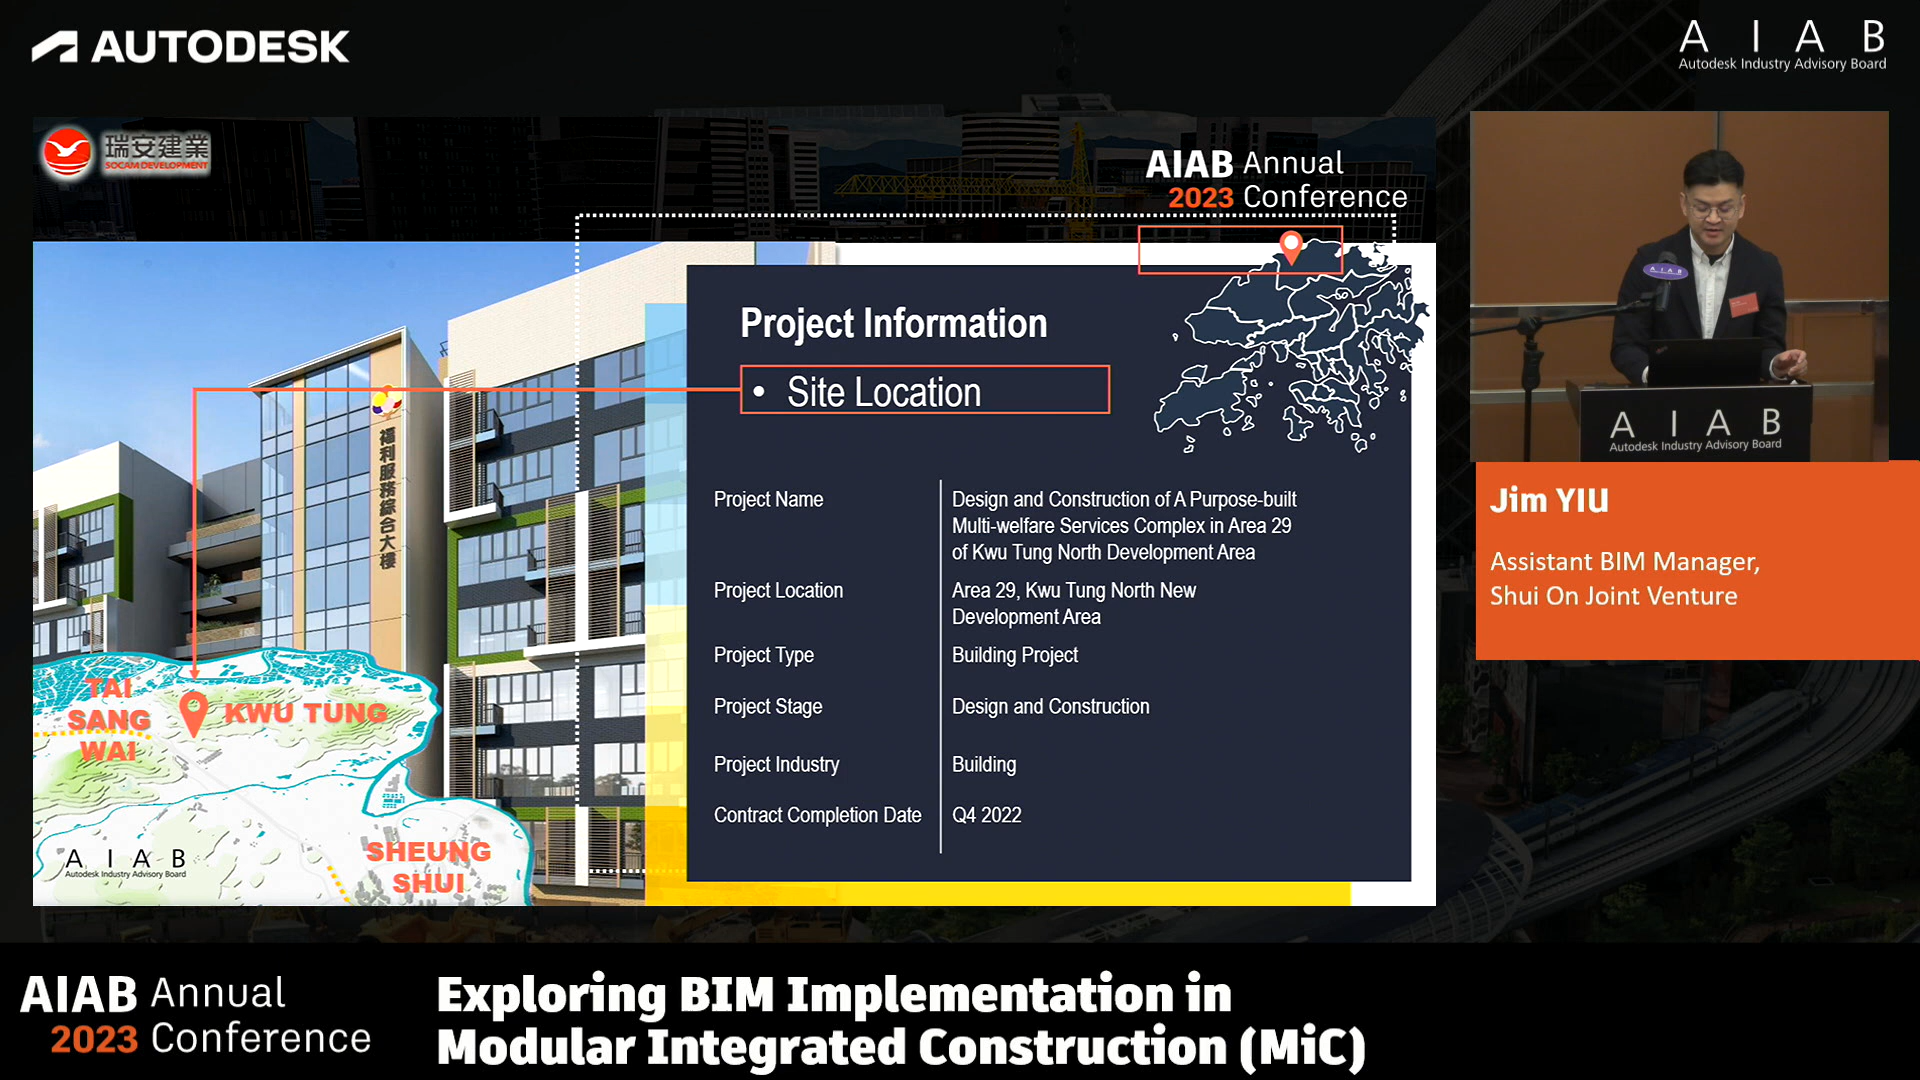 AUTODESK
A I A B
Autodesk Industry Advisory Board
瑞安建業
SOCAM DEVELOPMENT
AIAB Annual
2023 Conference
Project Information
• Site Location
Project Name
Design and Construction of A Purpose-built
Multi-welfare Services Complex in Area 29
of Kwu Tung North Development Area
Project Location
Area 29, Kwu Tung North New
Development Area
Project Type
Building Project
Project Stage
Design and Construction
Project Industry
Building
Contract Completion Date
Q4 2022
福利服務綜合大樓
TAI
SANG
WAI
KWU TUNG
SHEUNG
SHUI
A I A B
Autodesk Industry Advisory Board
A I A B
A I A B
Autodesk Industry Advisory Board
Jim YIU
Assistant BIM Manager,
Shui On Joint Venture
AIAB Annual
2023 Conference
Exploring BIM Implementation in
Modular Integrated Construction (MiC)